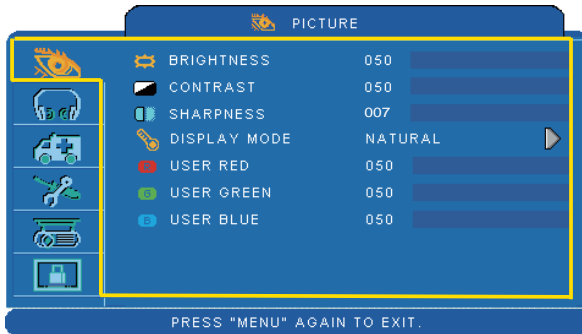 PICTURE
BRIGHTNESS 050
CONTRAST 050
SHARPNESS 007
DISPLAY MODE NATURAL
USER RED 050
G USER GREEN 050
B USER BLUE 050
PRESS "MENU" AGAIN TO EXIT.